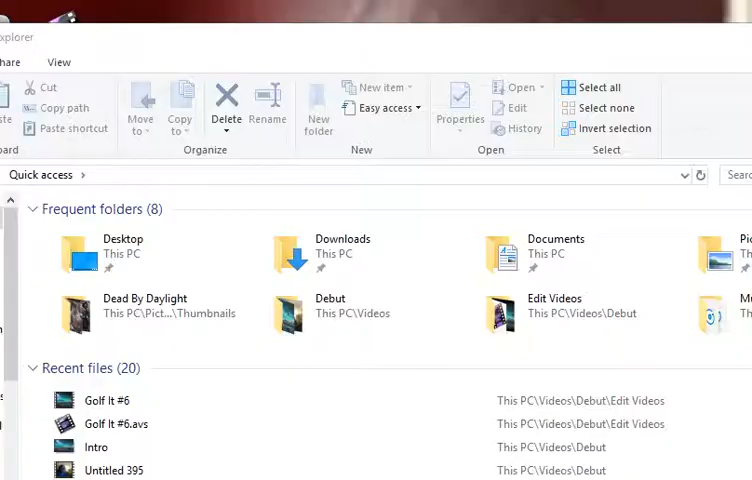 xplorer
hare View
Cut
Copy path
ste Paste shortcut
Move to Copy to Delete Rename
New folder
New item
Easy access
Properties
Open
Edit
History
Select all
Select none
Invert selection
oard Organize New Open Select
Quick access Searc
Frequent folders (8)
Desktop Downloads Documents Pic
This PC This PC This PC Th
Dead By Daylight Debut Edit Videos Mu
This PC\Pict...\Thumbnails This PC\Videos This PC\Videos\Debut Th
Recent files (20)
Golf It #6 This PC\Videos\Debut\Edit Videos
Golf It #6.avs This PC\Videos\Debut\Edit Videos
Intro This PC\Videos\Debut
Untitled 395 This PC\Videos\Debut